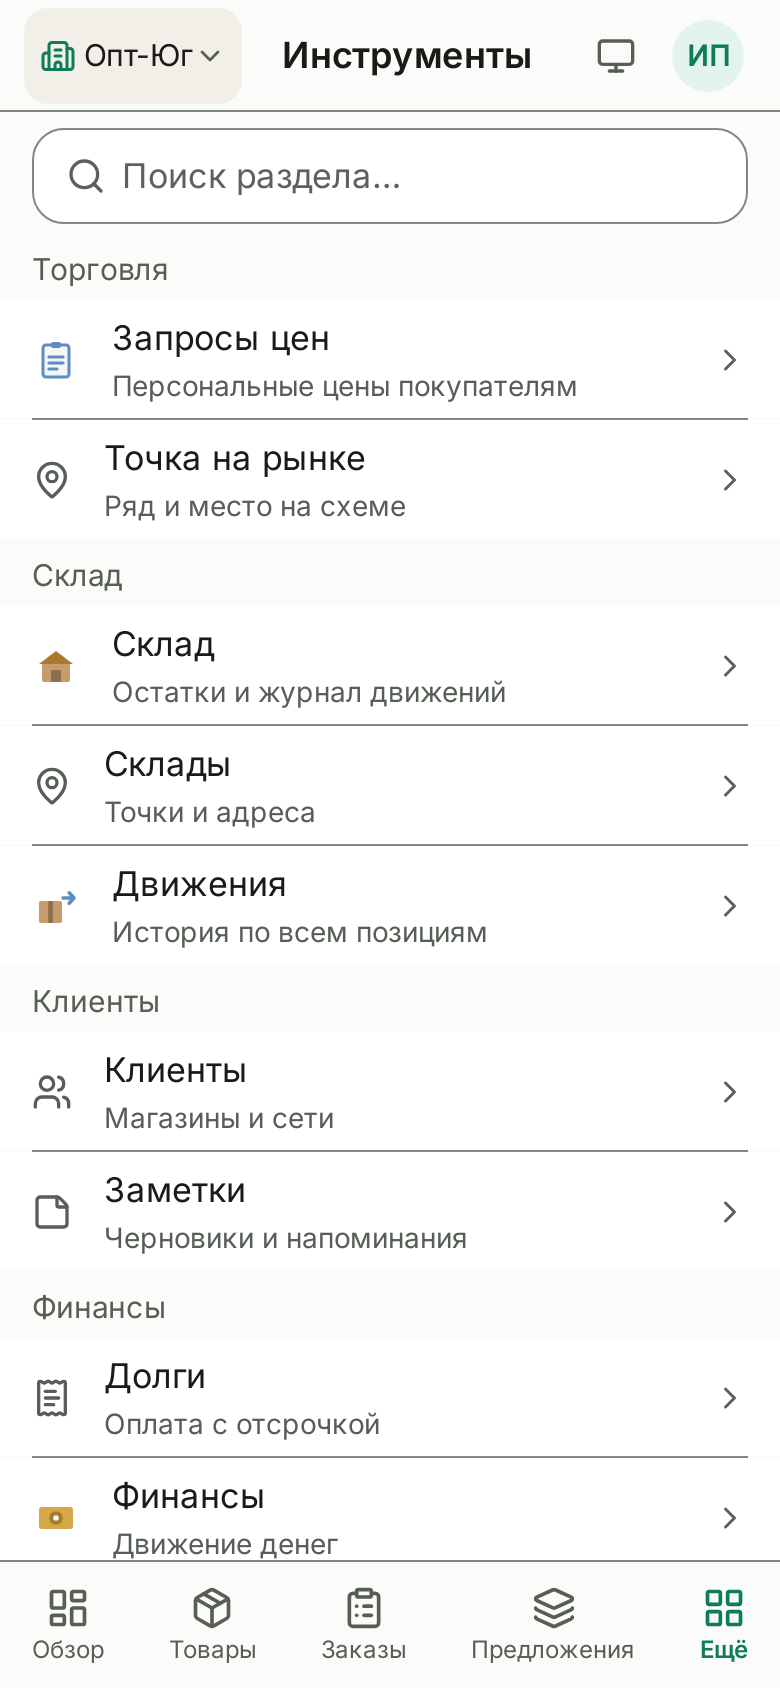 Опт-Юг
Инструменты
ИП
Поиск раздела...
Торговля
Запросы цен
Персональные цены покупателям
Точка на рынке
Ряд и место на схеме
Склад
Склад
Остатки и журнал движений
Склады
Точки и адреса
Движения
История по всем позициям
Клиенты
Клиенты
Магазины и сети
Заметки
Черновики и напоминания
Финансы
Долги
Оплата с отсрочкой
Финансы
Движение денег
Обзор
Товары
Заказы
Предложения
Ещё